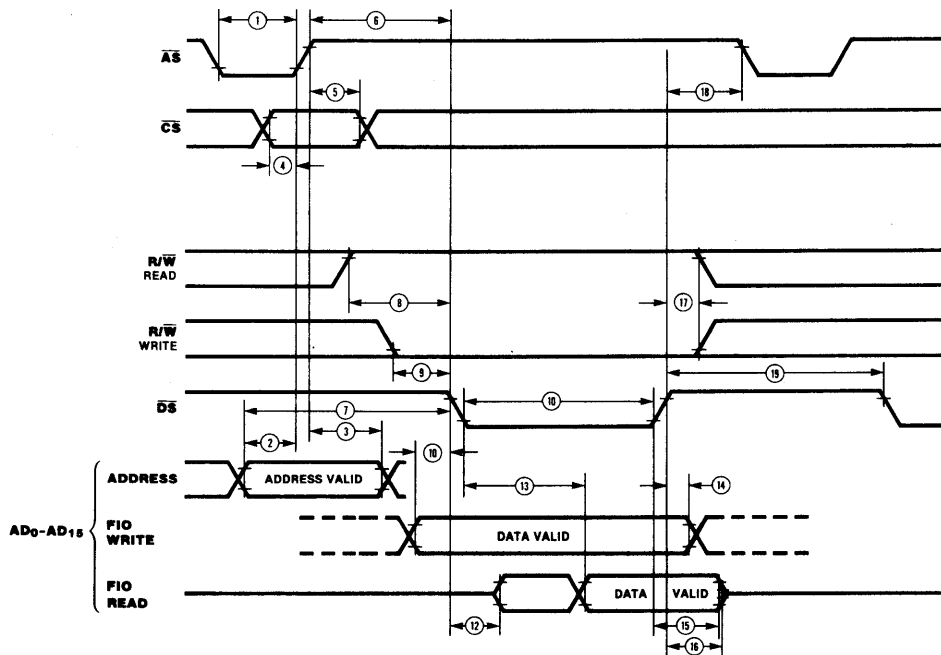 1 6
AS
18
5
CS
4
R/W
READ
8 17
R/W
WRITE
9 19
DS
7 10
2 3 10 14
13
ADDRESS ADDRESS VALID
AD0-AD15
FIO
WRITE
DATA VALID
FIO
READ
DATA VALID
12 15
16